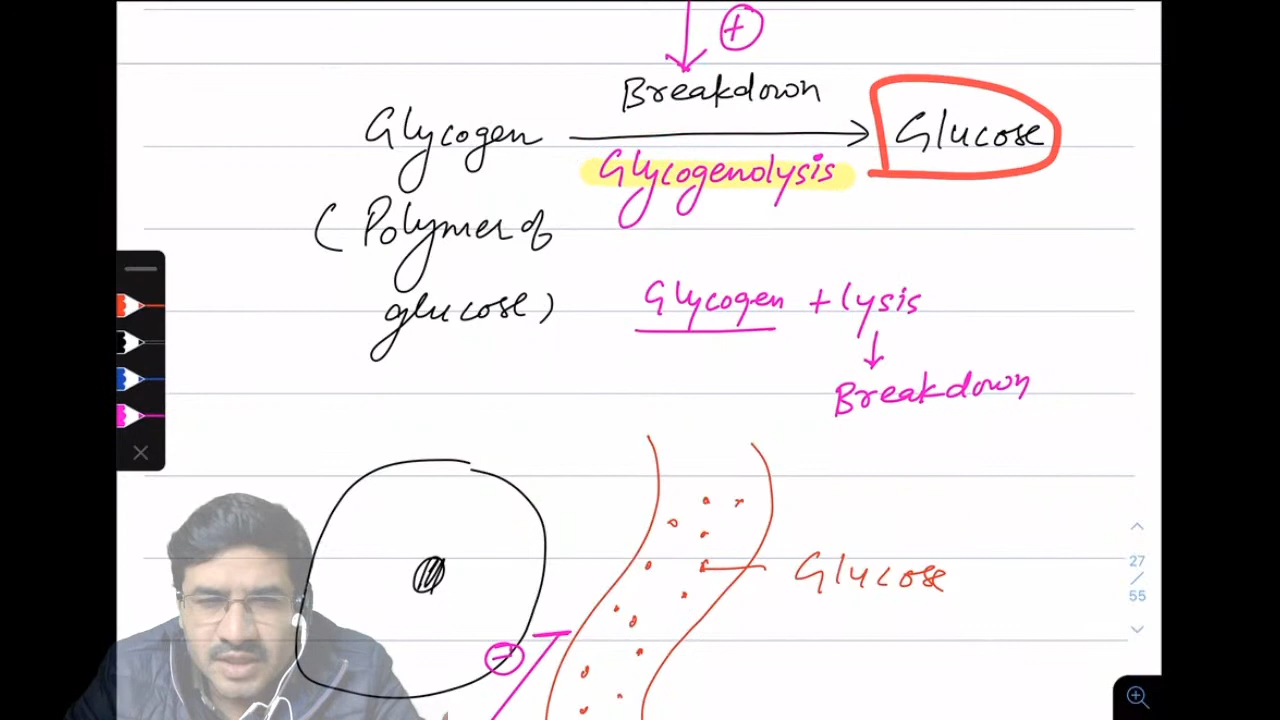 +
Breakdown
Glycogen → Glucose
Glycogenolysis
(Polymer of
glucose)
Glycogen + lysis
↓
Breakdown
Glucose
27
/
55